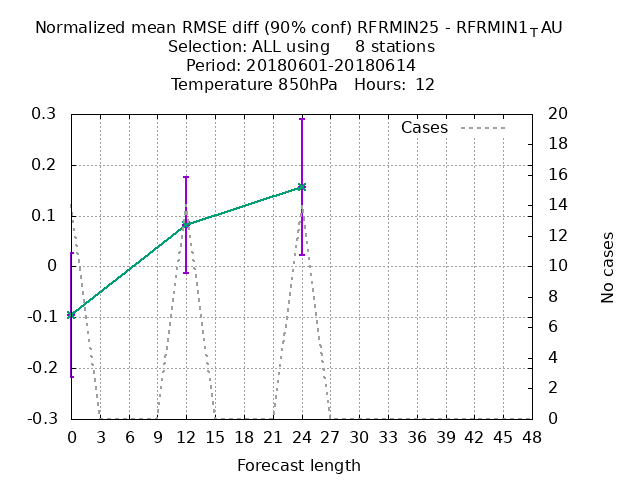 Normalized mean RMSE diff (90% conf) RFRMIN25 - RFRMIN1TAU
Selection: ALL using     8 stations
Period: 20180601-20180614
Temperature 850hPa   Hours:  12
Cases
0.3
0.2
0.1
0
-0.1
-0.2
-0.3
20
18
16
14
12
10
8
6
4
2
0
No cases
0 3 6 9 12 15 18 21 24 27 30 33 36 39 42 45 48
Forecast length